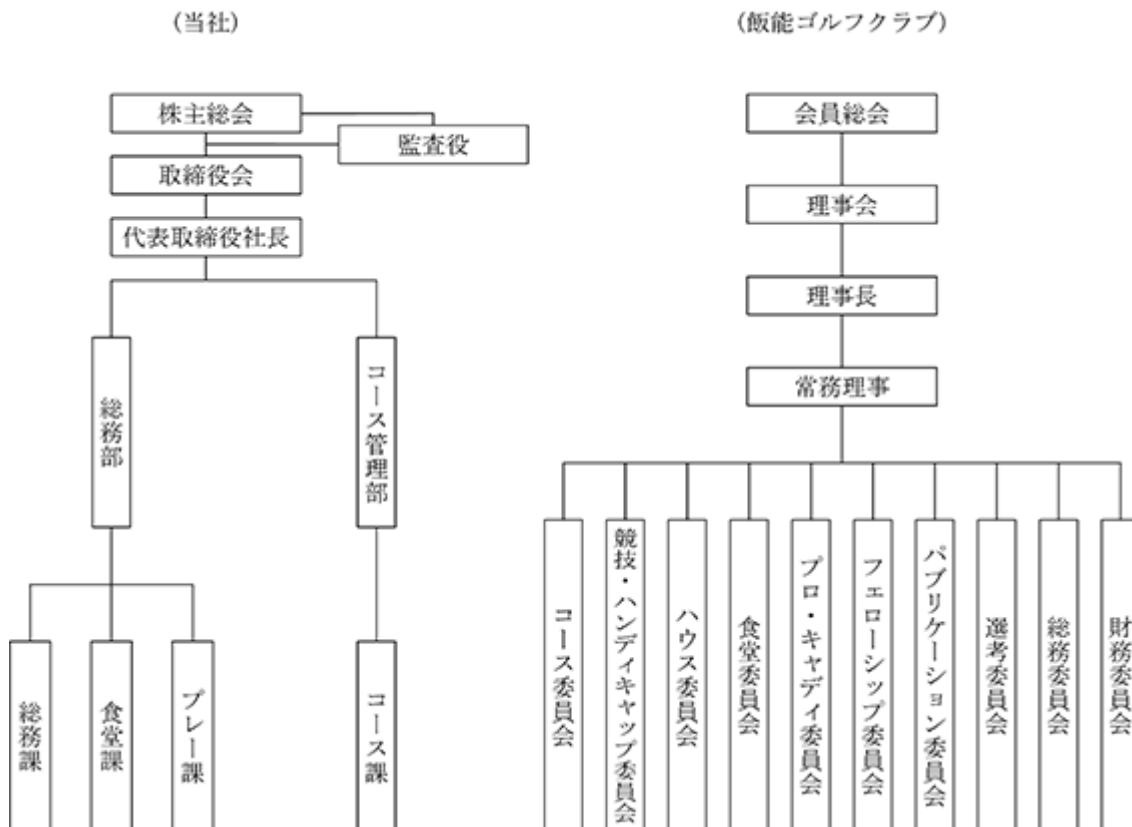 (当社)
株主総会
監査役
取締役会
代表取締役社長
総務部
コース管理部
総務課
食堂課
プレー課
コース課
(飯能ゴルフクラブ)
会員総会
理事会
理事長
常務理事
コース委員会
競技・ハンディキャップ委員会
ハウス委員会
食堂委員会
プロ・キャディ委員会
フェローシップ委員会
パブリケーション委員会
選考委員会
総務委員会
財務委員会